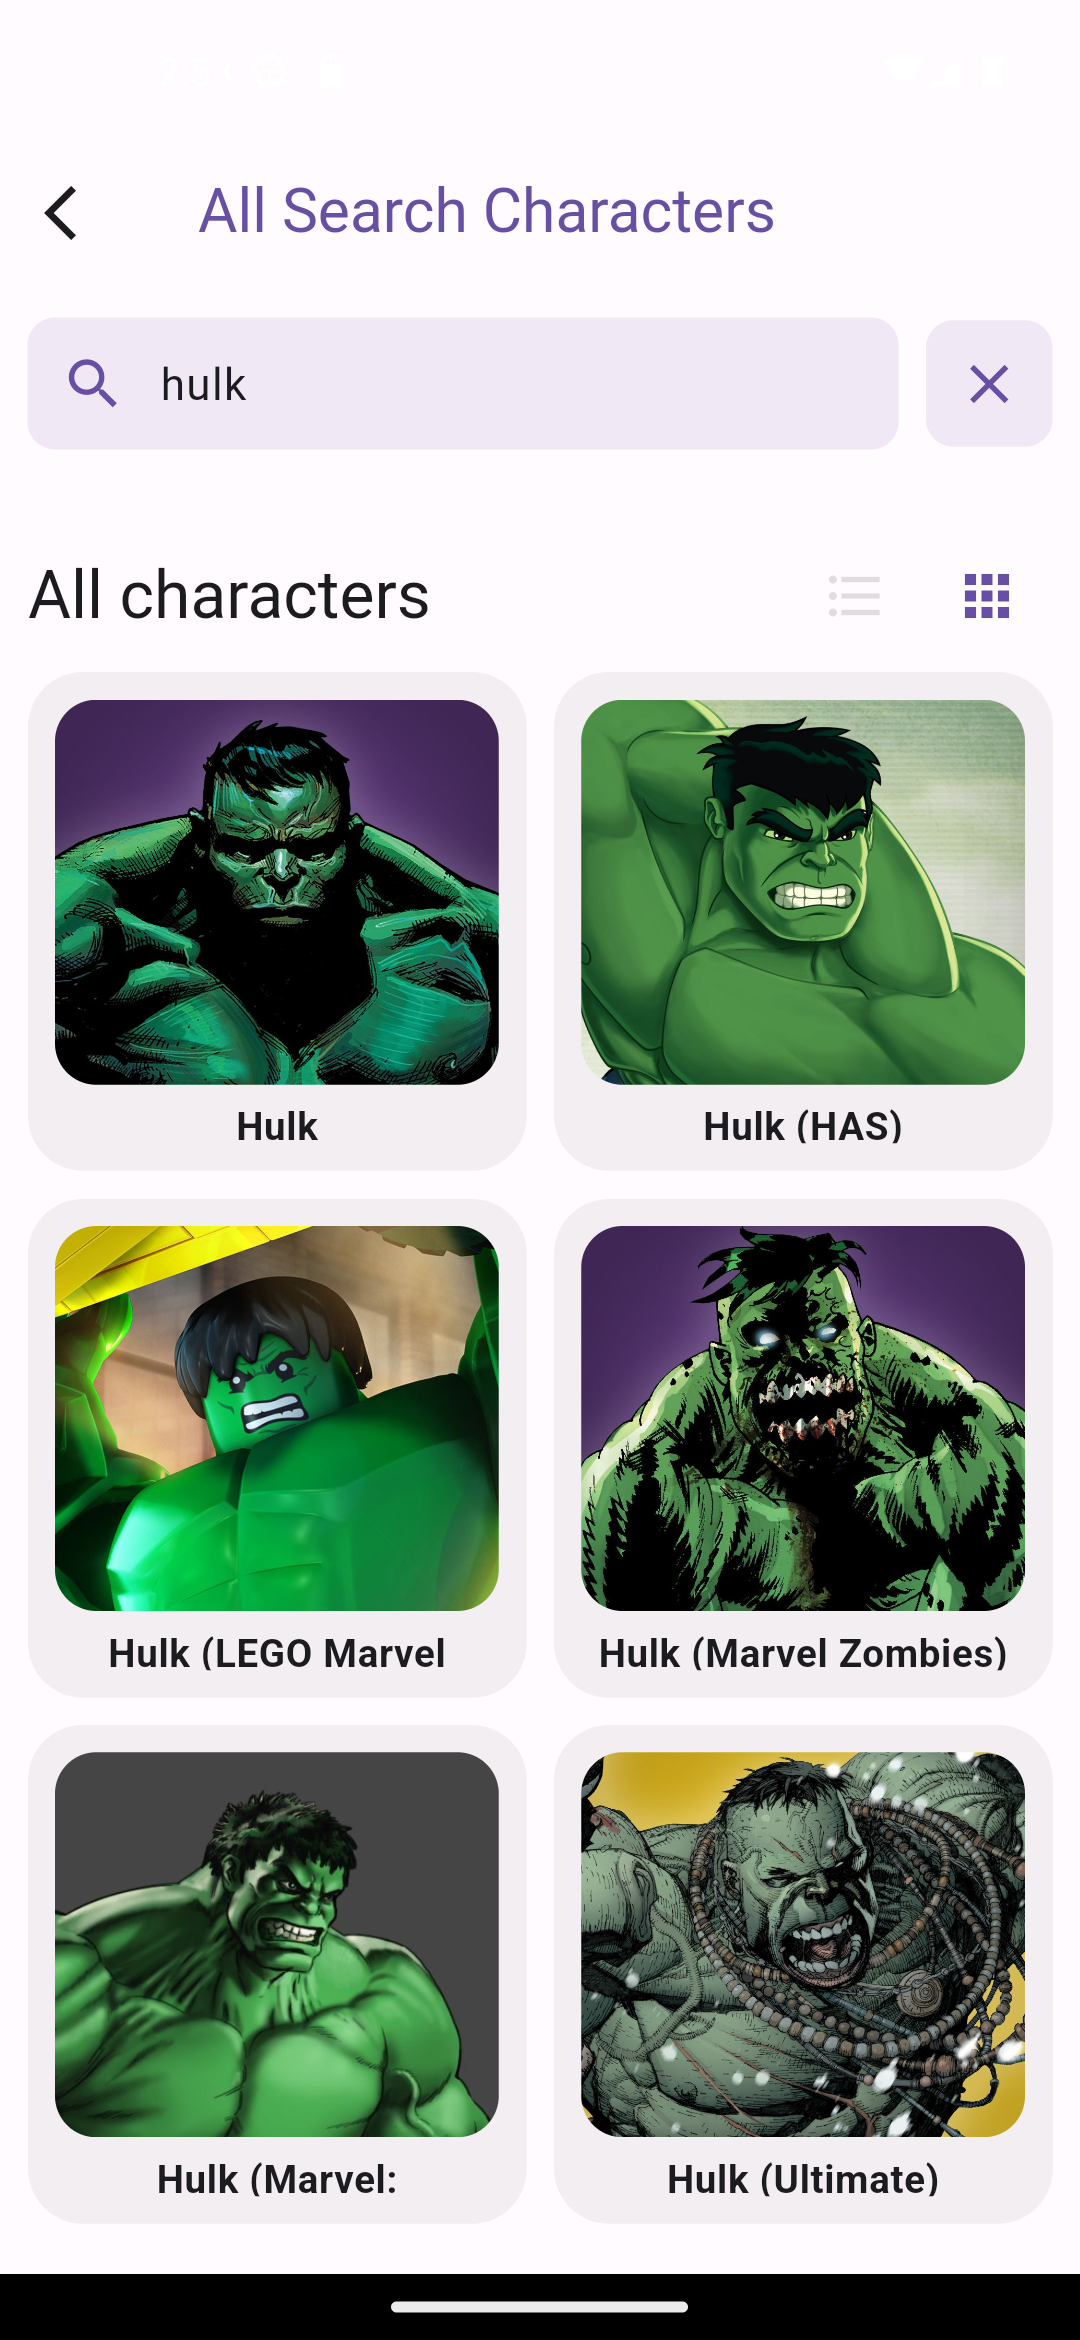 All Search Characters
hulk
All characters
Hulk
Hulk (HAS)
Hulk (LEGO Marvel
Hulk (Marvel Zombies)
Hulk (Marvel:
Hulk (Ultimate)